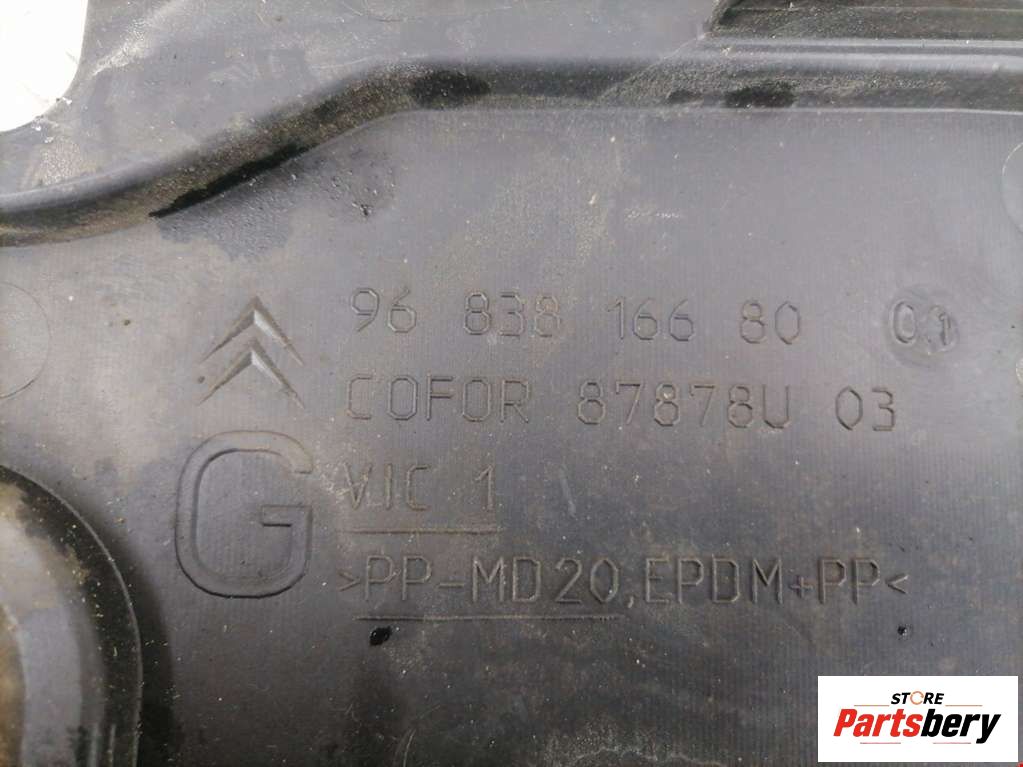 96 838 166 80 01
COFOR 87878U 03
G
VIC 1
>PP-MD20,EPDM+PP<
STORE
Partsbery